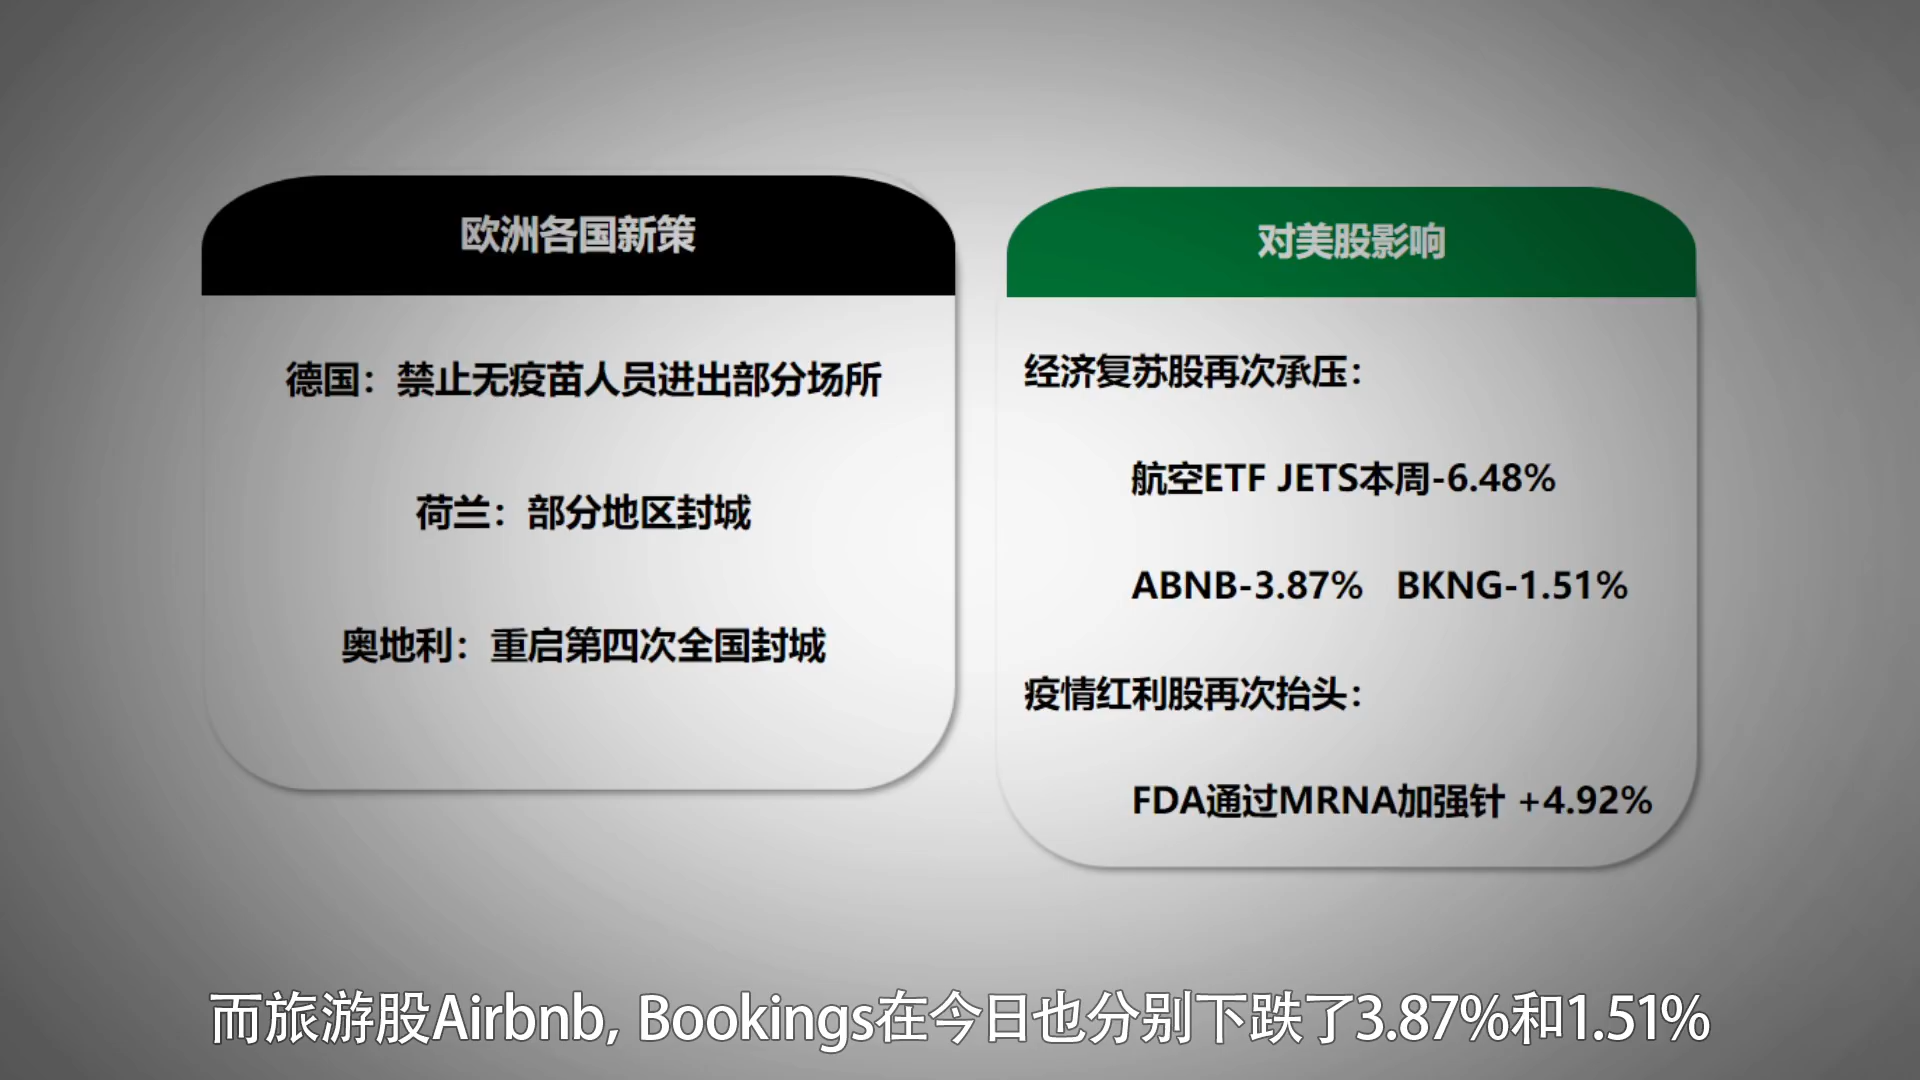 欧洲各国新策
德国：禁止无疫苗人员进出部分场所
荷兰：部分地区封城
奥地利：重启第四次全国封城
对美股影响
经济复苏股再次承压：
航空ETF JETS本周-6.48%
ABNB-3.87% BKNG-1.51%
疫情红利股再次抬头：
FDA通过MRNA加强针 +4.92%
而旅游股Airbnb, Bookings在今日也分别下跌了3.87%和1.51%